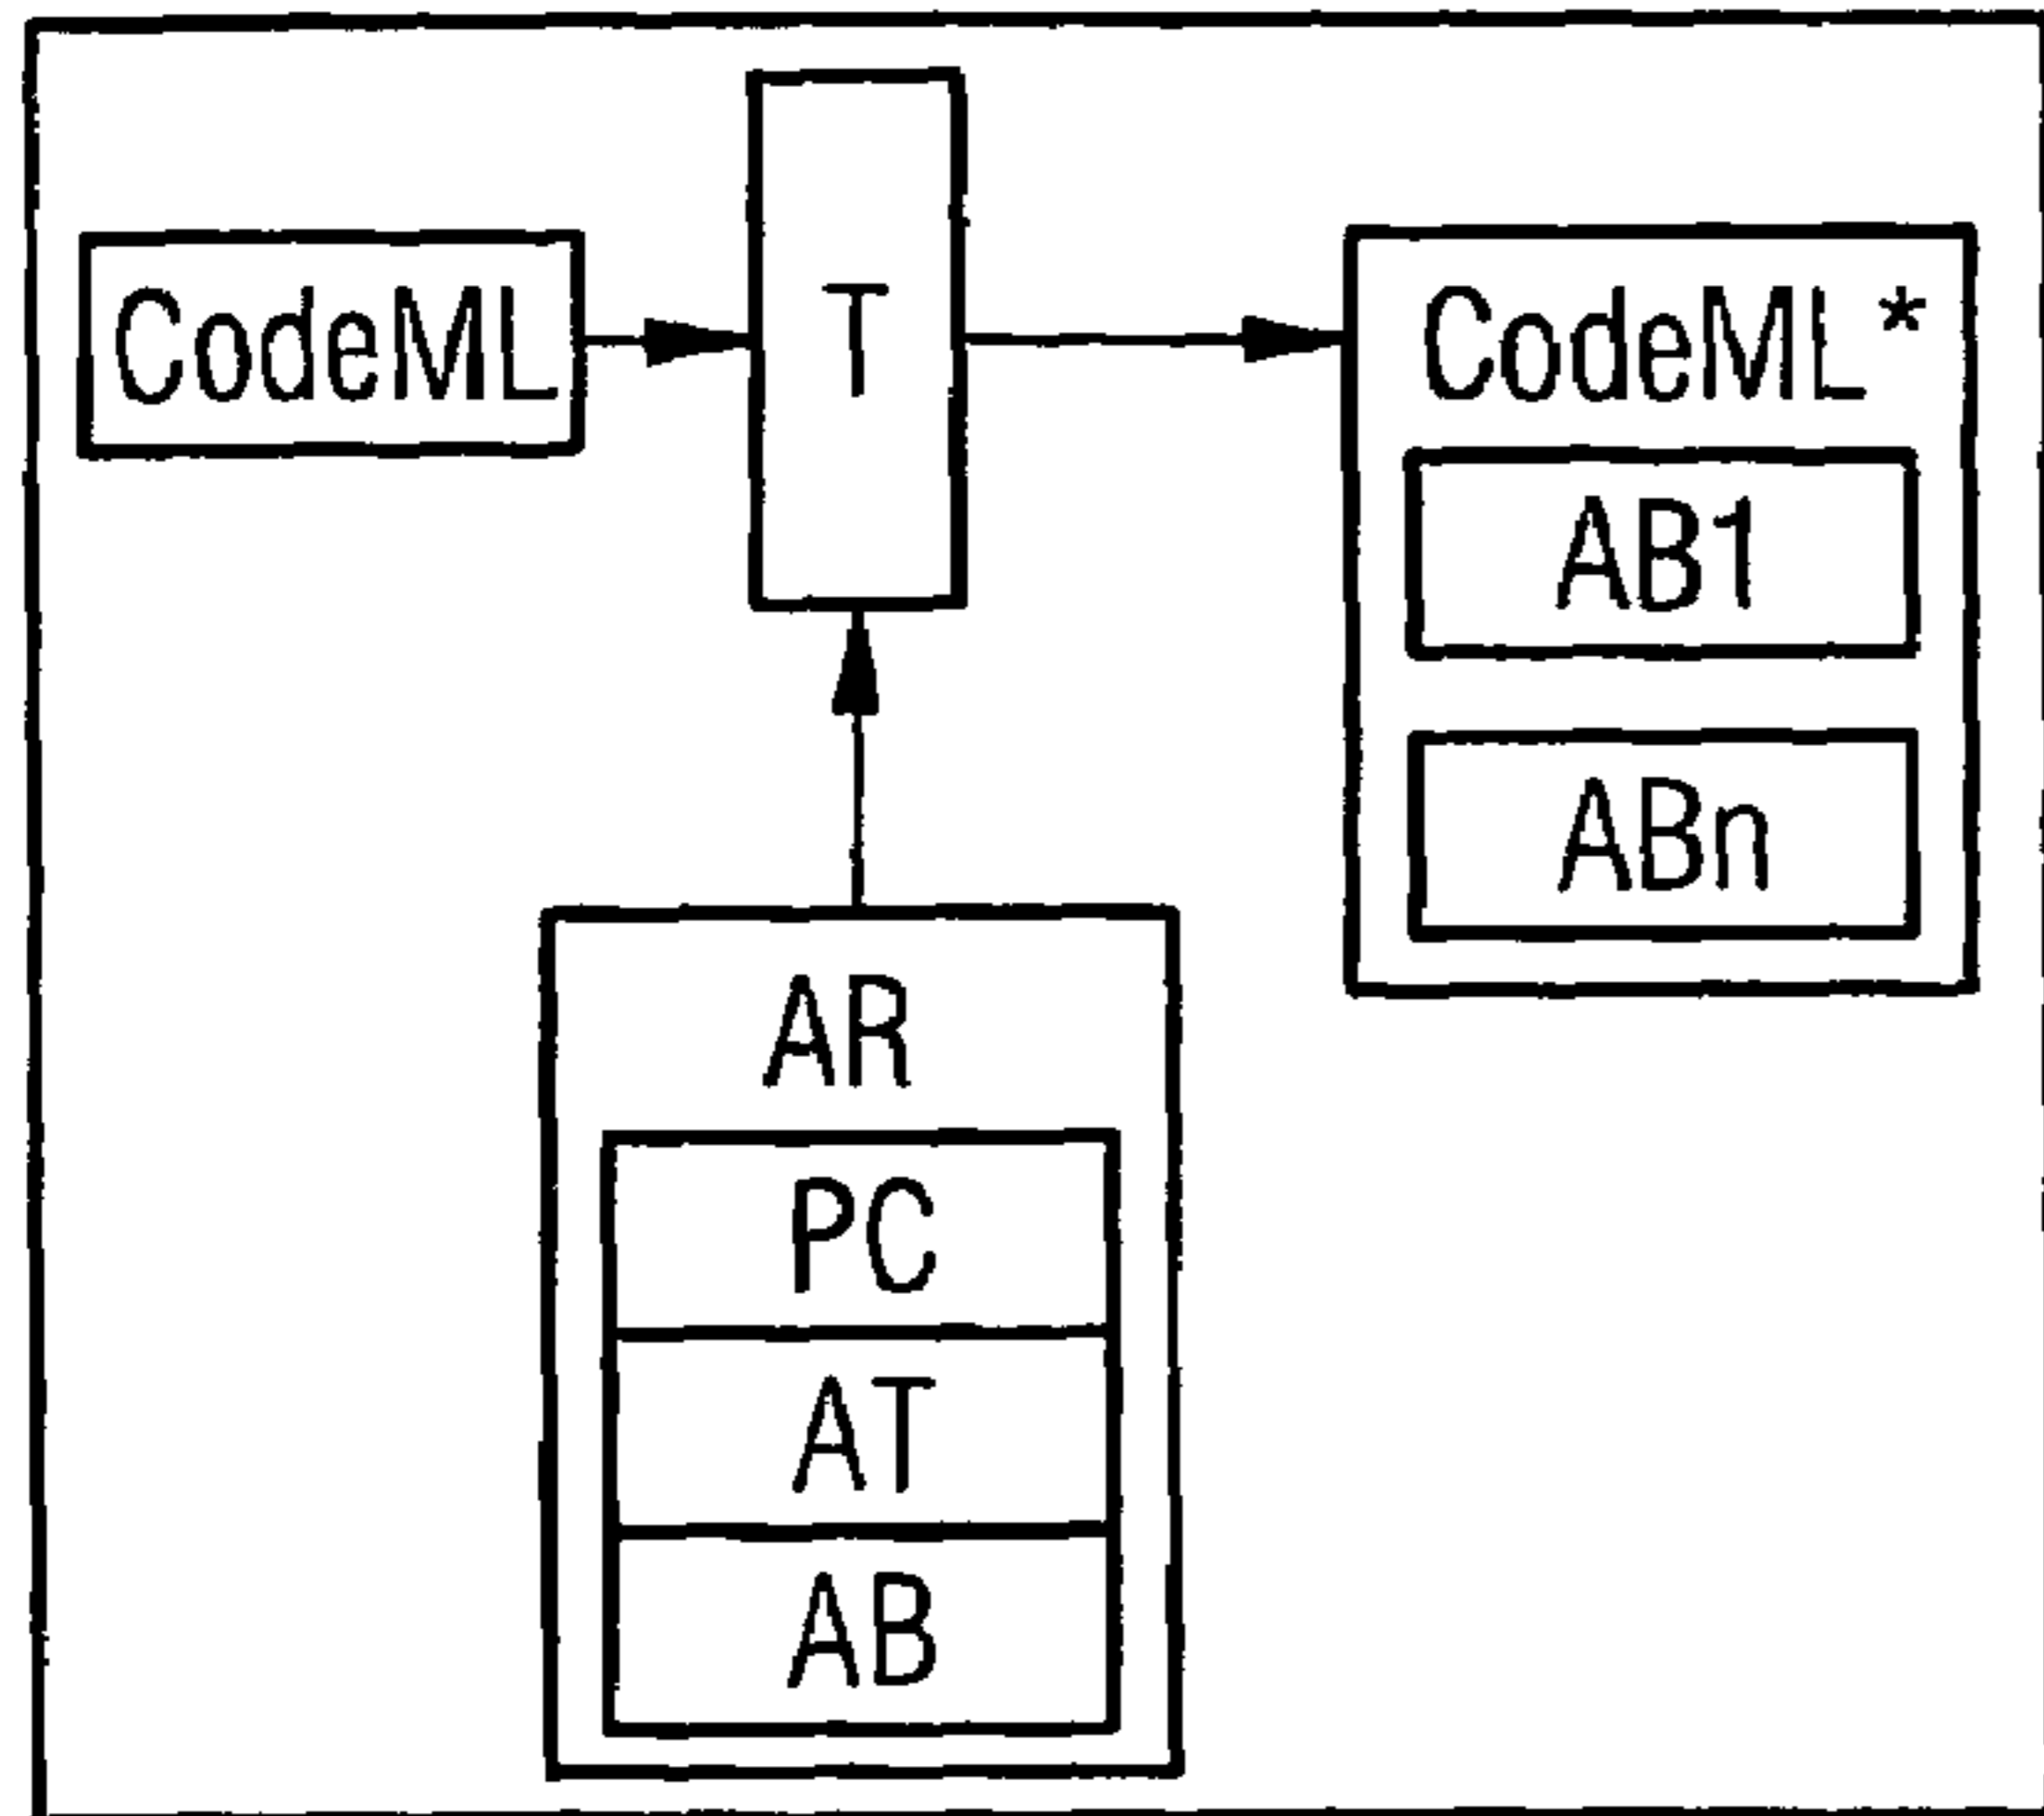 CodeML
T
CodeML*
AB1
ABn
AR
PC
AT
AB